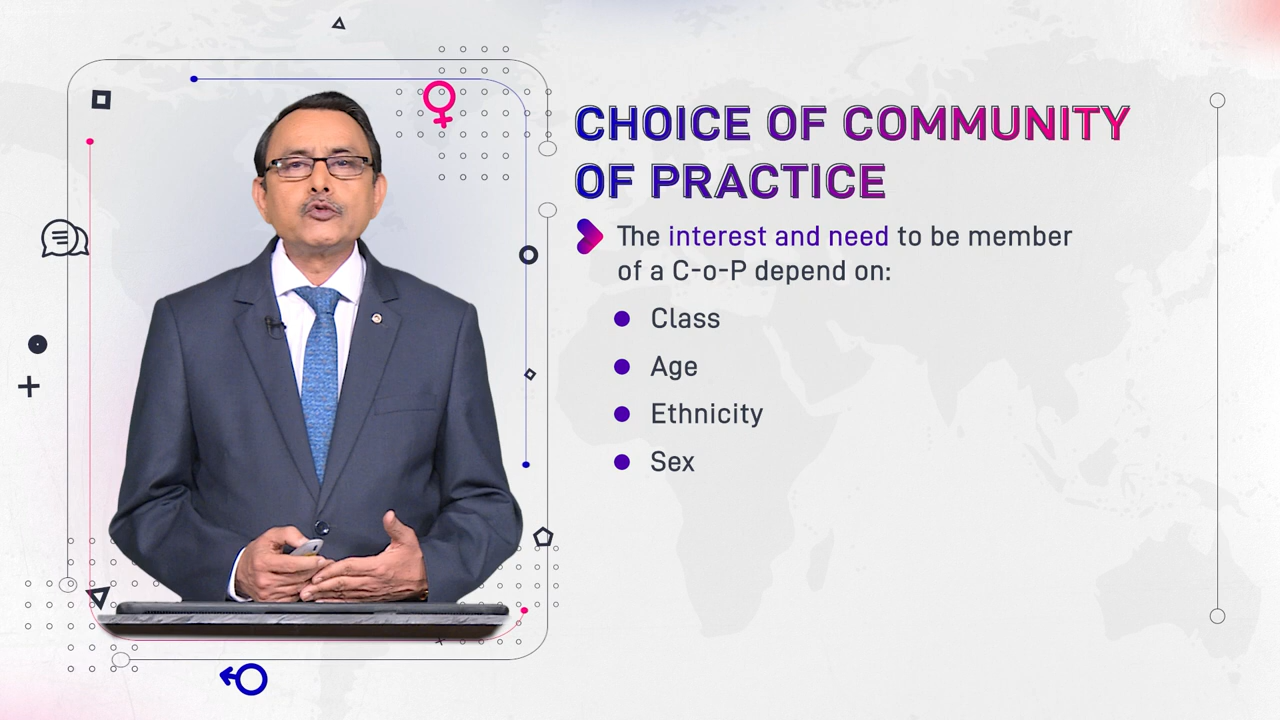 CHOICE OF COMMUNITY
OF PRACTICE
The interest and need to be member
of a C-o-P depend on:
Class
Age
Ethnicity
Sex